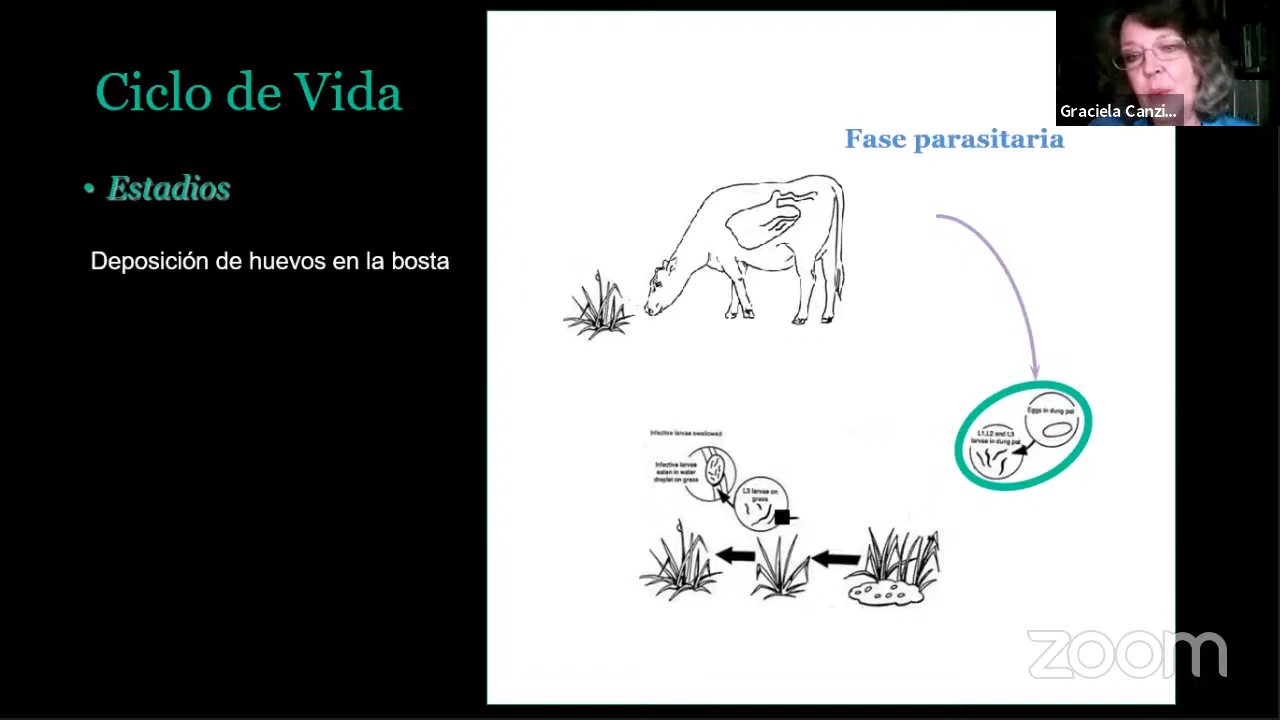 Ciclo de Vida
• Estadios
Deposición de huevos en la bosta
Graciela Canzi...
Fase parasitaria
Eggs in dung pat
L1,L2 and L3
larvae in dung pat
Infective larvae swallowed
Infective larvae
eaten in water
droplet on grass
L3 larvae on
grass
zoom